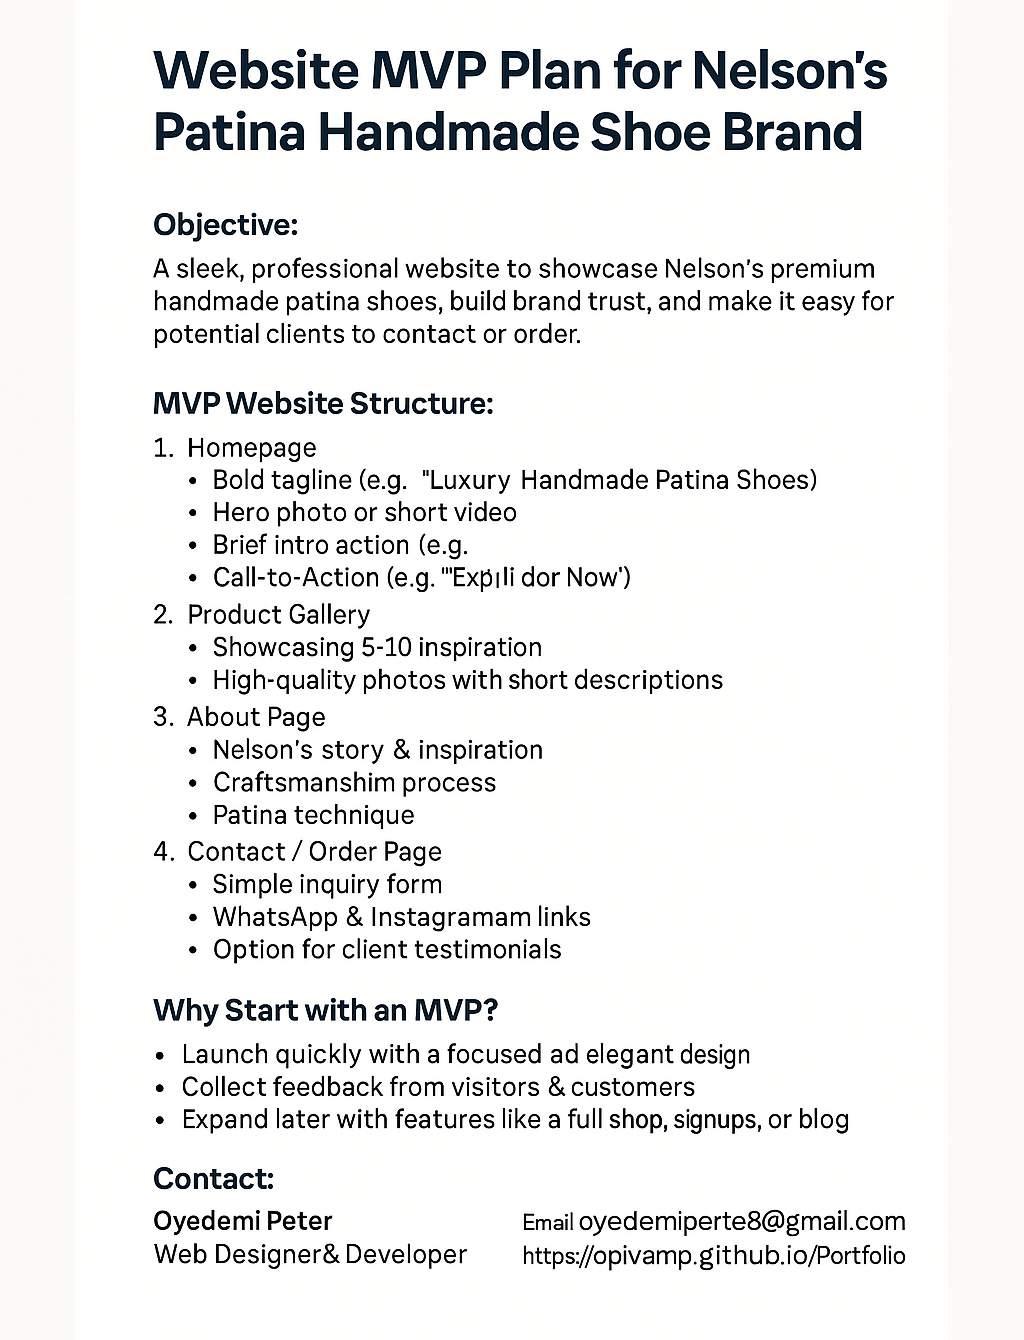 Website MVP Plan for Nelson's
Patina Handmade Shoe Brand
Objective:
A sleek, professional website to showcase Nelson's premium
handmade patina shoes, build brand trust, and make it easy for
potential clients to contact or order.
MVP Website Structure:
1. Homepage
• Bold tagline (e.g. "Luxury Handmade Patina Shoes)
• Hero photo or short video
• Brief intro action (e.g.
• Call-to-Action (e.g. dor Now')
2. Product Gallery
• Showcasing 5-10 inspiration
• High-quality photos with short descriptions
3. About Page
• Nelson's story & inspiration
• Craftsmanshim process
• Patina technique
4. Contact / Order Page
• Simple inquiry form
• WhatsApp & Instagramam links
• Option for client testimonials
Why Start with an MVP?
• Launch quickly with a focused ad elegant design
• Collect feedback from visitors & customers
• Expand later with features like a full shop, signups, or blog
Contact:
Oyedemi Peter
Web Designer& Developer
Email oyedemiperte8@gmail.com
https://opivamp.github.io/Portfolio